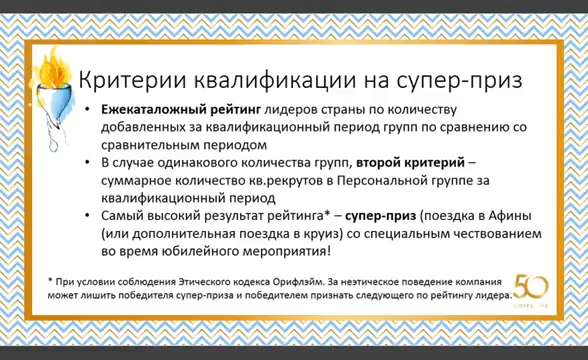 Критерии квалификации на супер-приз
• Ежекаталожный рейтинг лидеров страны по количеству
добавленных за квалификационный период групп по сравнению со
сравнительным периодом
• В случае одинакового количества групп, второй критерий –
суммарное количество кв.рекрутов в Персональной группе за
квалификационный период
• Самый высокий результат рейтинга* – супер-приз (поездка в Афины
(или дополнительная поездка в круиз) со специальным чествованием
во время юбилейного мероприятия!
* При условии соблюдения Этического кодекса Орифлэйм. За неэтическое поведение компания
может лишить победителя супер-приза и победителем признать следующего по рейтингу лидера.
50